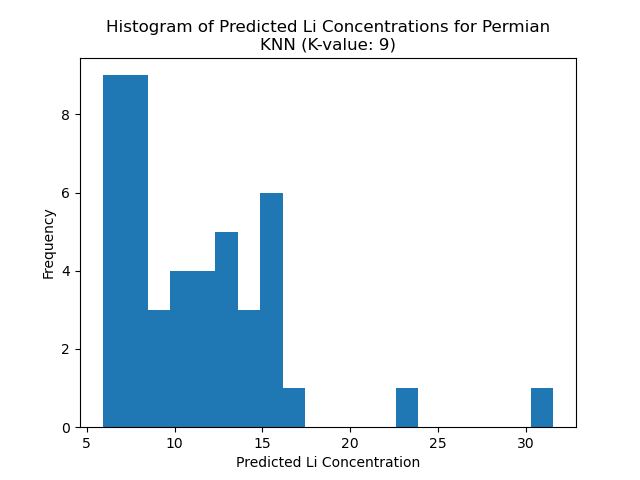 Histogram of Predicted Li Concentrations for Permian
KNN (K-value: 9)
Frequency
8
6
4
2
0
5
10
15
20
25
30
Predicted Li Concentration